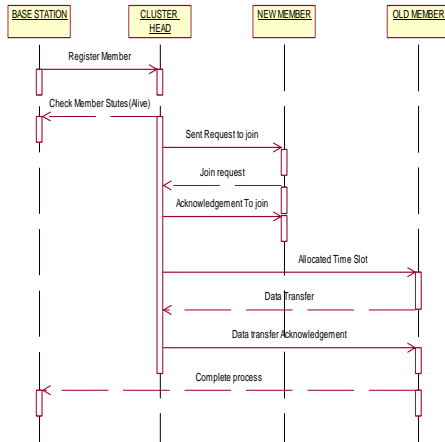 BASE STATION
CLUSTER
HEAD
NEW MEMBER
OLD MEMBER
Register Member
Check Member Stutes(Alive)
Sent Request to join
Join request
Acknowledgement To join
Allocated Time Slot
Data Transfer
Data transfer Acknowledgement
Complete process